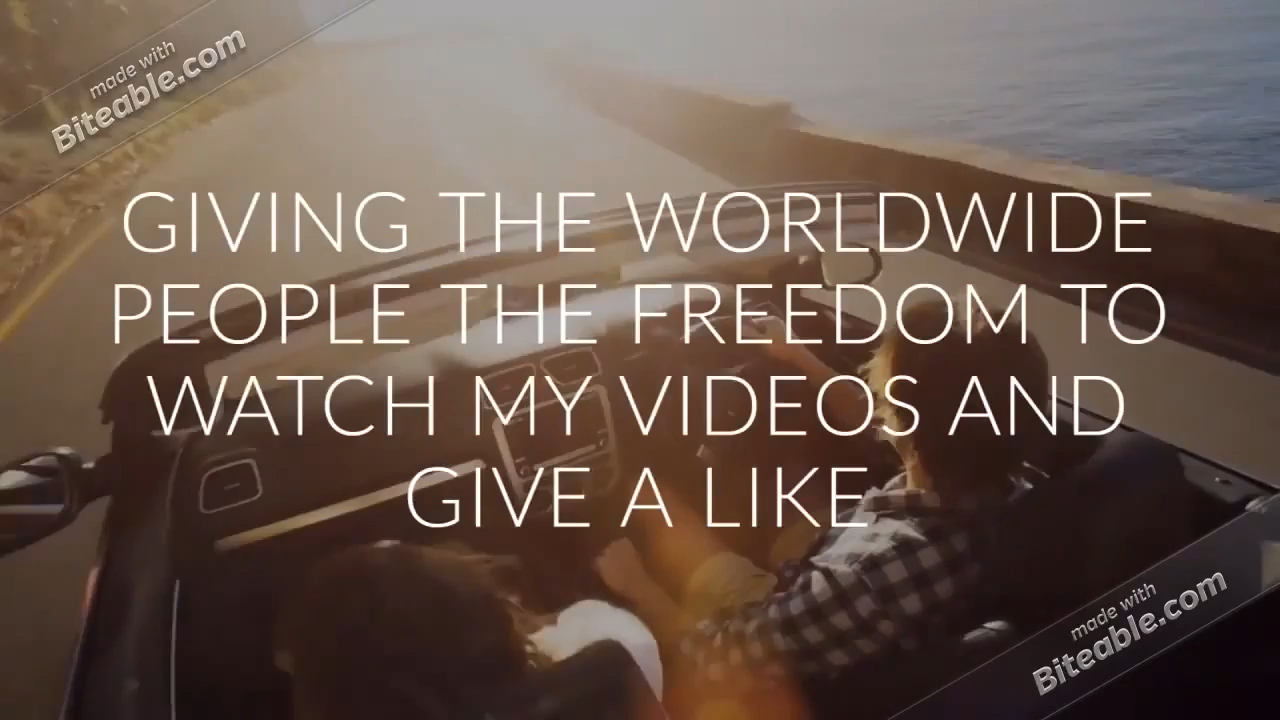 made with
Biteable.com
GIVING THE WORLDWIDE
PEOPLE THE FREEDOM TO
WATCH MY VIDEOS AND
GIVE A LIKE
made with
Biteable.com